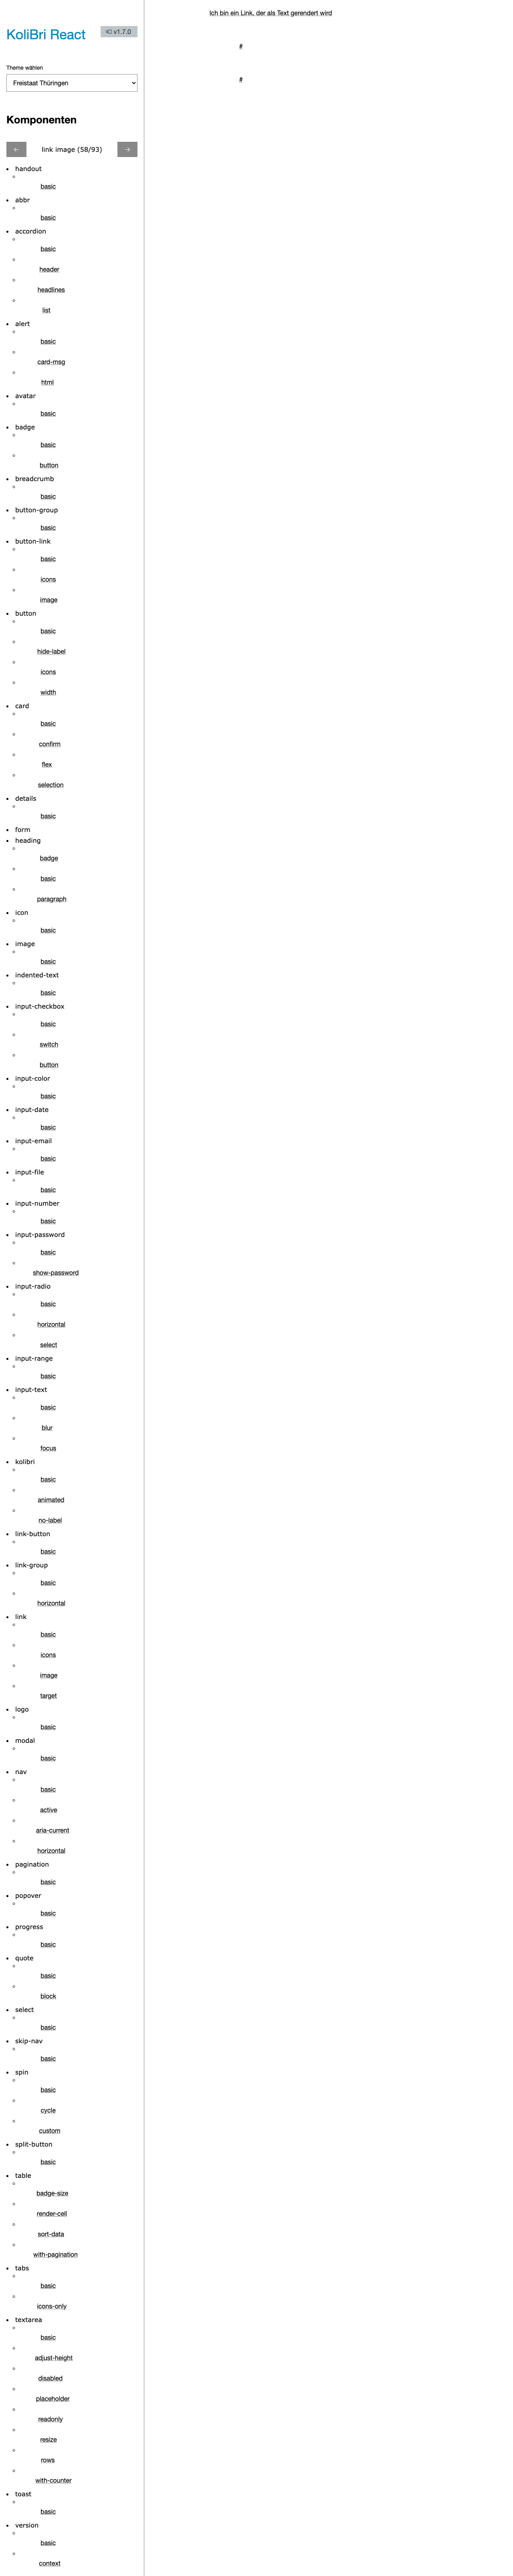 KoliBri React
v1.7.0
Theme wählen
Freistaat Thüringen
Komponenten
← link image (58/93) →
handout
basic
abbr
basic
accordion
basic
header
headlines
list
alert
basic
card-msg
html
avatar
basic
badge
basic
button
breadcrumb
basic
button-group
basic
button-link
basic
icons
image
button
basic
hide-label
icons
width
card
basic
confirm
flex
selection
details
basic
form
heading
badge
basic
paragraph
icon
basic
image
basic
indented-text
basic
input-checkbox
basic
switch
button
input-color
basic
input-date
basic
input-email
basic
input-file
basic
input-number
basic
input-password
basic
show-password
input-radio
basic
horizontal
select
input-range
basic
input-text
basic
blur
focus
kolibri
basic
animated
no-label
link-button
basic
link-group
basic
horizontal
link
basic
icons
image
target
logo
basic
modal
basic
nav
basic
active
aria-current
horizontal
pagination
basic
popover
basic
progress
basic
quote
basic
block
select
basic
skip-nav
basic
spin
basic
cycle
custom
split-button
basic
table
badge-size
render-cell
sort-data
with-pagination
tabs
basic
icons-only
textarea
basic
adjust-height
disabled
placeholder
readonly
resize
rows
with-counter
toast
basic
version
basic
context
Ich bin ein Link, der als Text gerendert wird
#
#